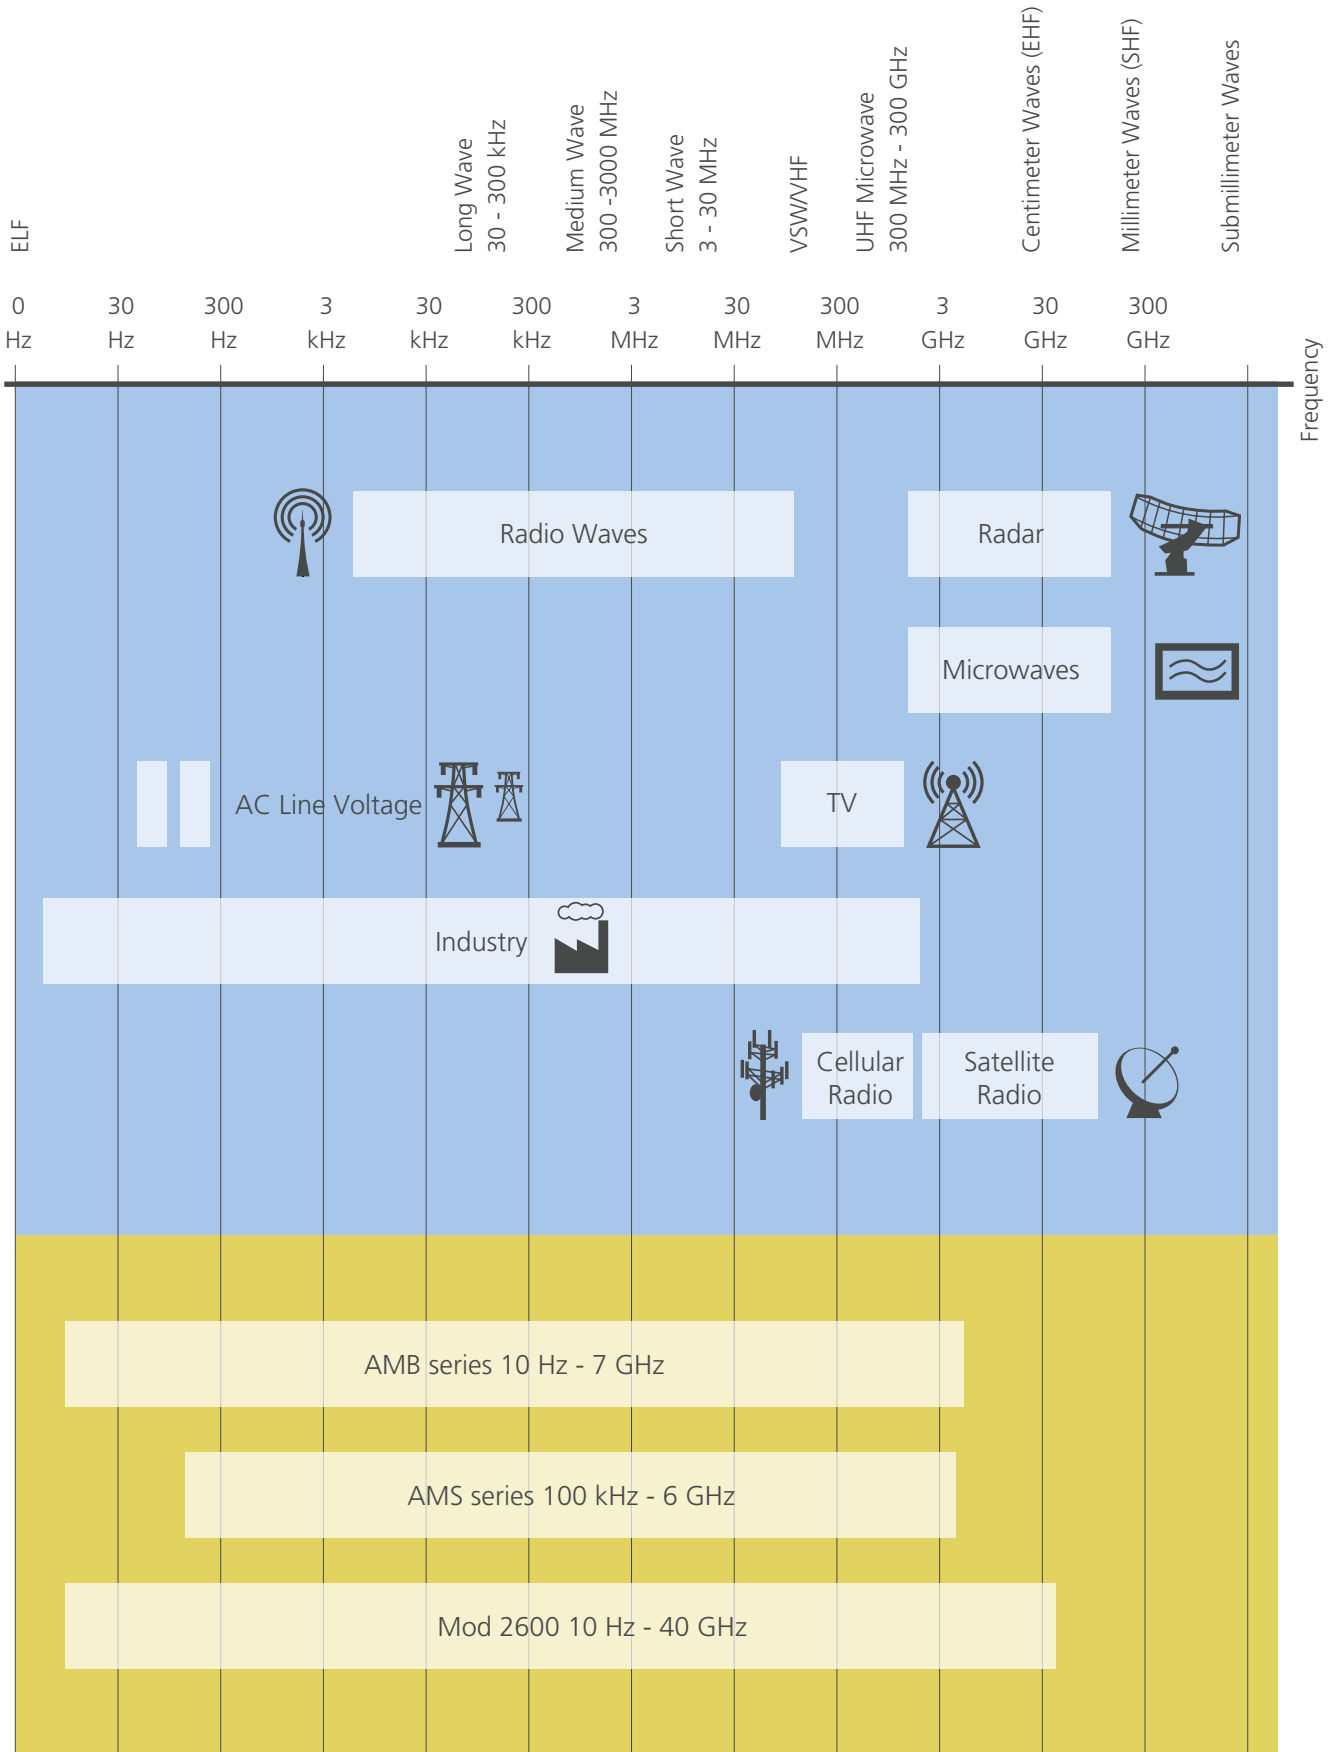 ELF
Long Wave
30 - 300 kHz
Medium Wave
300 -3000 MHz
Short Wave
3 - 30 MHz
VSW/VHF
UHF Microwave
300 MHz - 300 GHz
Centimeter Waves (EHF)
Millimeter Waves (SHF)
Submillimeter Waves
0 30 300 3 30 300 3 30 300 3 30 300
Hz Hz Hz kHz kHz kHz MHz MHz MHz GHz GHz GHz
Frequency
Radio Waves
Radar
Microwaves
AC Line Voltage
TV
Industry
Cellular
Radio
Satellite
Radio
AMB series 10 Hz - 7 GHz
AMS series 100 kHz - 6 GHz
Mod 2600 10 Hz - 40 GHz